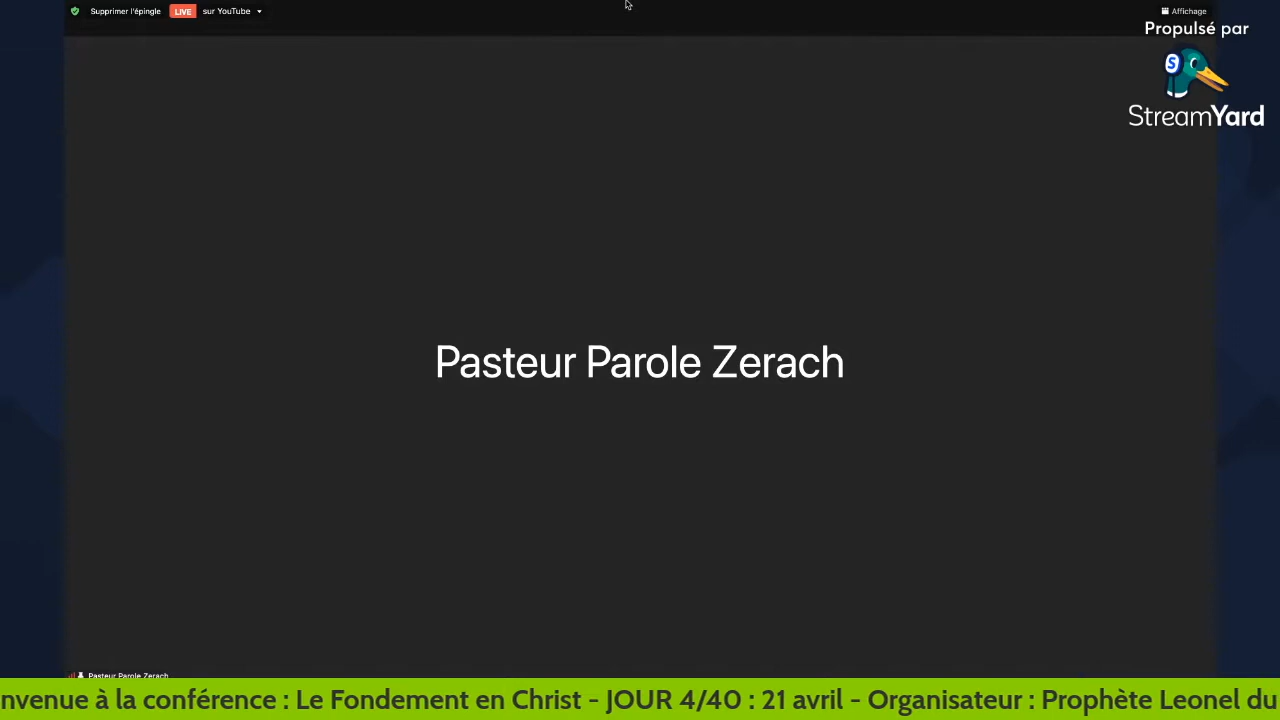 Supprimer l'épingle LIVE sur YouTube
Affichage
Propulsé par
S
StreamYard
Pasteur Parole Zerach
Pasteur Parole Zerach
nvenue à la conférence : Le Fondement en Christ - JOUR 4/40 : 21 avril - Organisateur : Prophète Leonel du